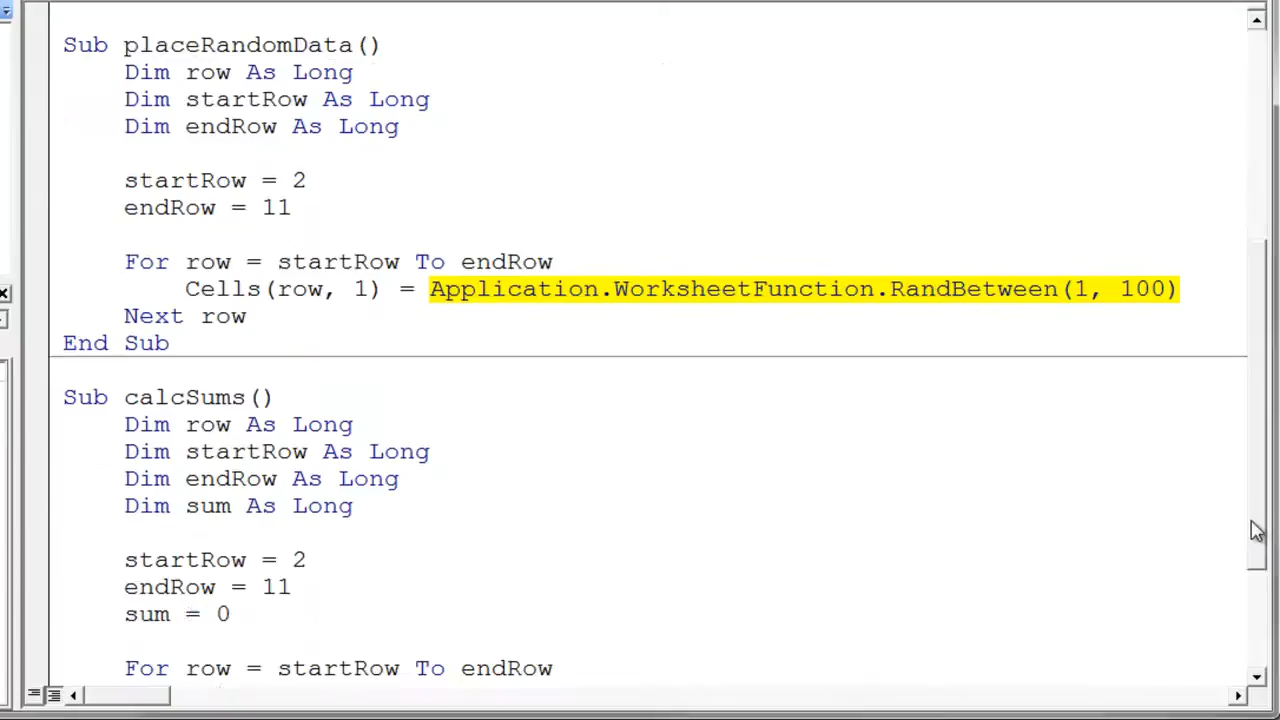 Sub placeRandomData()
    Dim row As Long
    Dim startRow As Long
    Dim endRow As Long

    startRow = 2
    endRow = 11

    For row = startRow To endRow
        Cells(row, 1) = Application.WorksheetFunction.RandBetween(1, 100)
    Next row
End Sub

Sub calcSums()
    Dim row As Long
    Dim startRow As Long
    Dim endRow As Long
    Dim sum As Long

    startRow = 2
    endRow = 11
    sum = 0

    For row = startRow To endRow